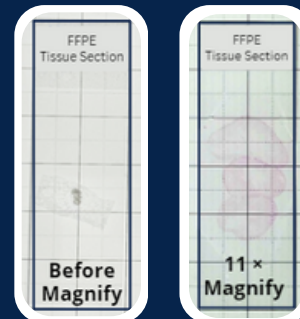 FFPE
Tissue Section
Before
Magnify
FFPE
Tissue Section
11 ×
Magnify